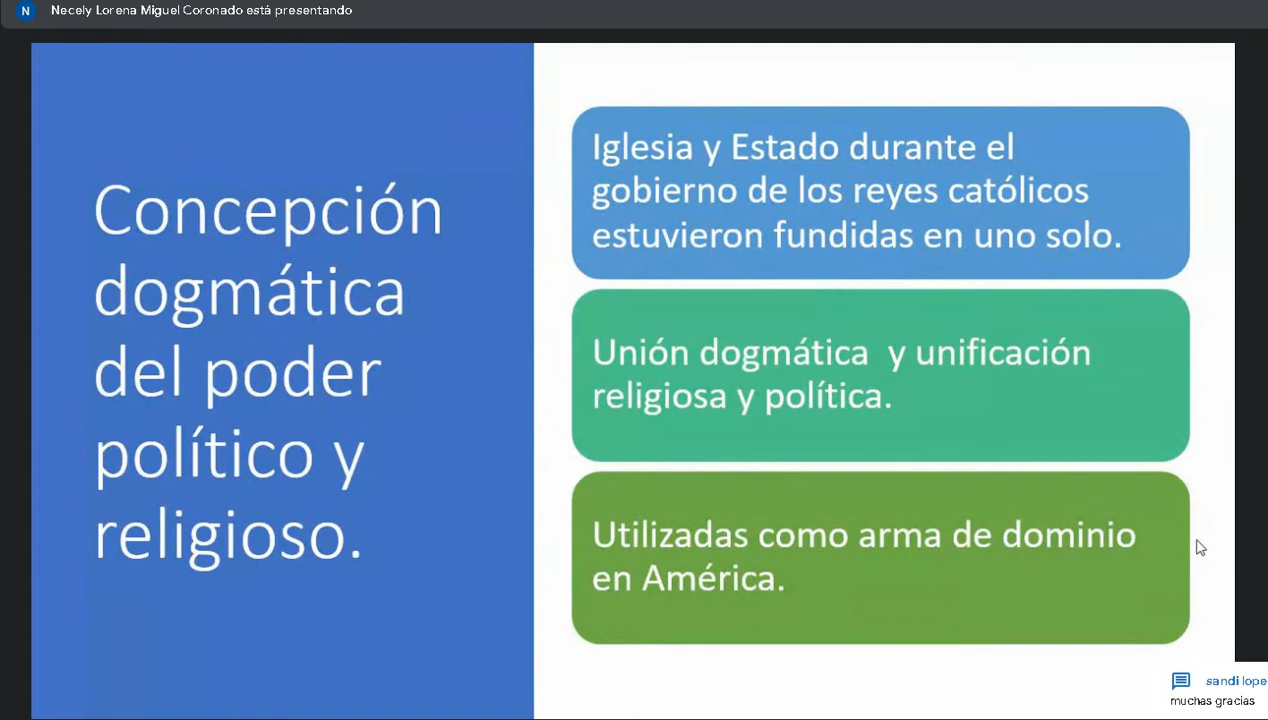 N Necely Lorena Miguel Coronado está presentando
Concepción
dogmática
del poder
político y
religioso.
Iglesia y Estado durante el
gobierno de los reyes católicos
estuvieron fundidas en uno solo.
Unión dogmática y unificación
religiosa y política.
Utilizadas como arma de dominio
en América.
sandi lope
muchas gracias